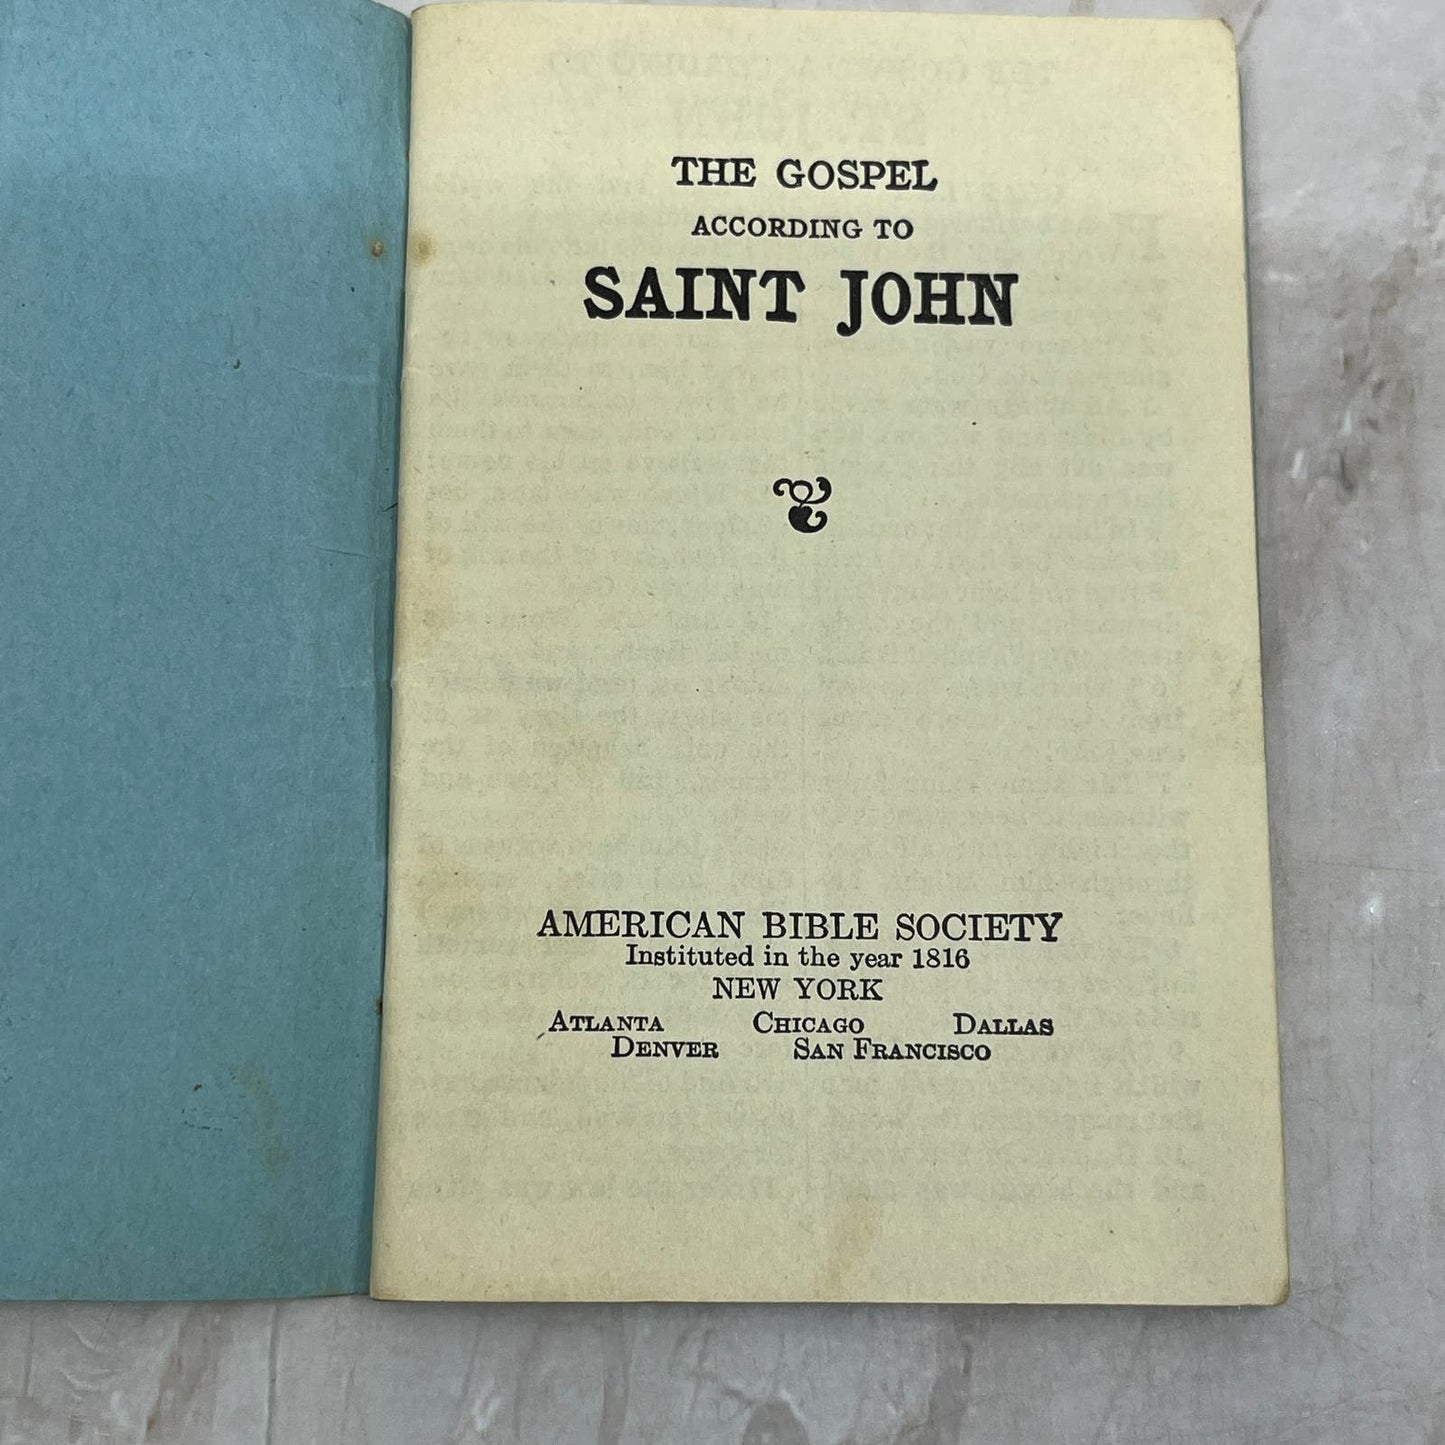 THE GOSPEL
ACCORDING TO
SAINT JOHN
AMERICAN BIBLE SOCIETY
Instituted in the year 1816
NEW YORK
ATLANTA CHICAGO DALLAS
DENVER SAN FRANCISCO